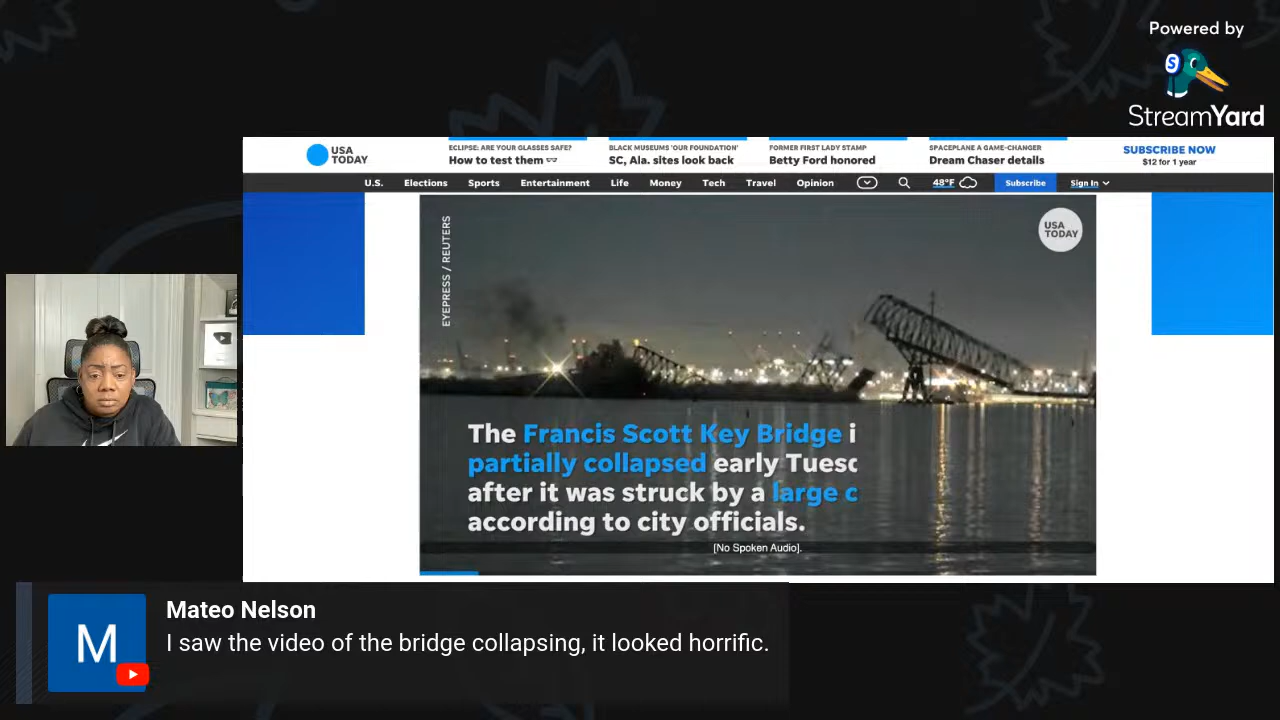 Powered by
StreamYard
USA
TODAY
ECLIPSE: ARE YOUR GLASSES SAFE?
How to test them
BLACK MUSEUMS 'OUR FOUNDATION'
SC, Ala. sites look back
FORMER FIRST LADY STAMP
Betty Ford honored
SPACEPLANE A GAME-CHANGER
Dream Chaser details
SUBSCRIBE NOW
$12 for 1 year
U.S. Elections Sports Entertainment Life Money Tech Travel Opinion 48°F Subscribe Sign In
EYEPRESS / REUTERS
USA
TODAY
The Francis Scott Key Bridge i
partially collapsed early Tuesc
after it was struck by a large c
according to city officials.
[No Spoken Audio].
M
Mateo Nelson
I saw the video of the bridge collapsing, it looked horrific.